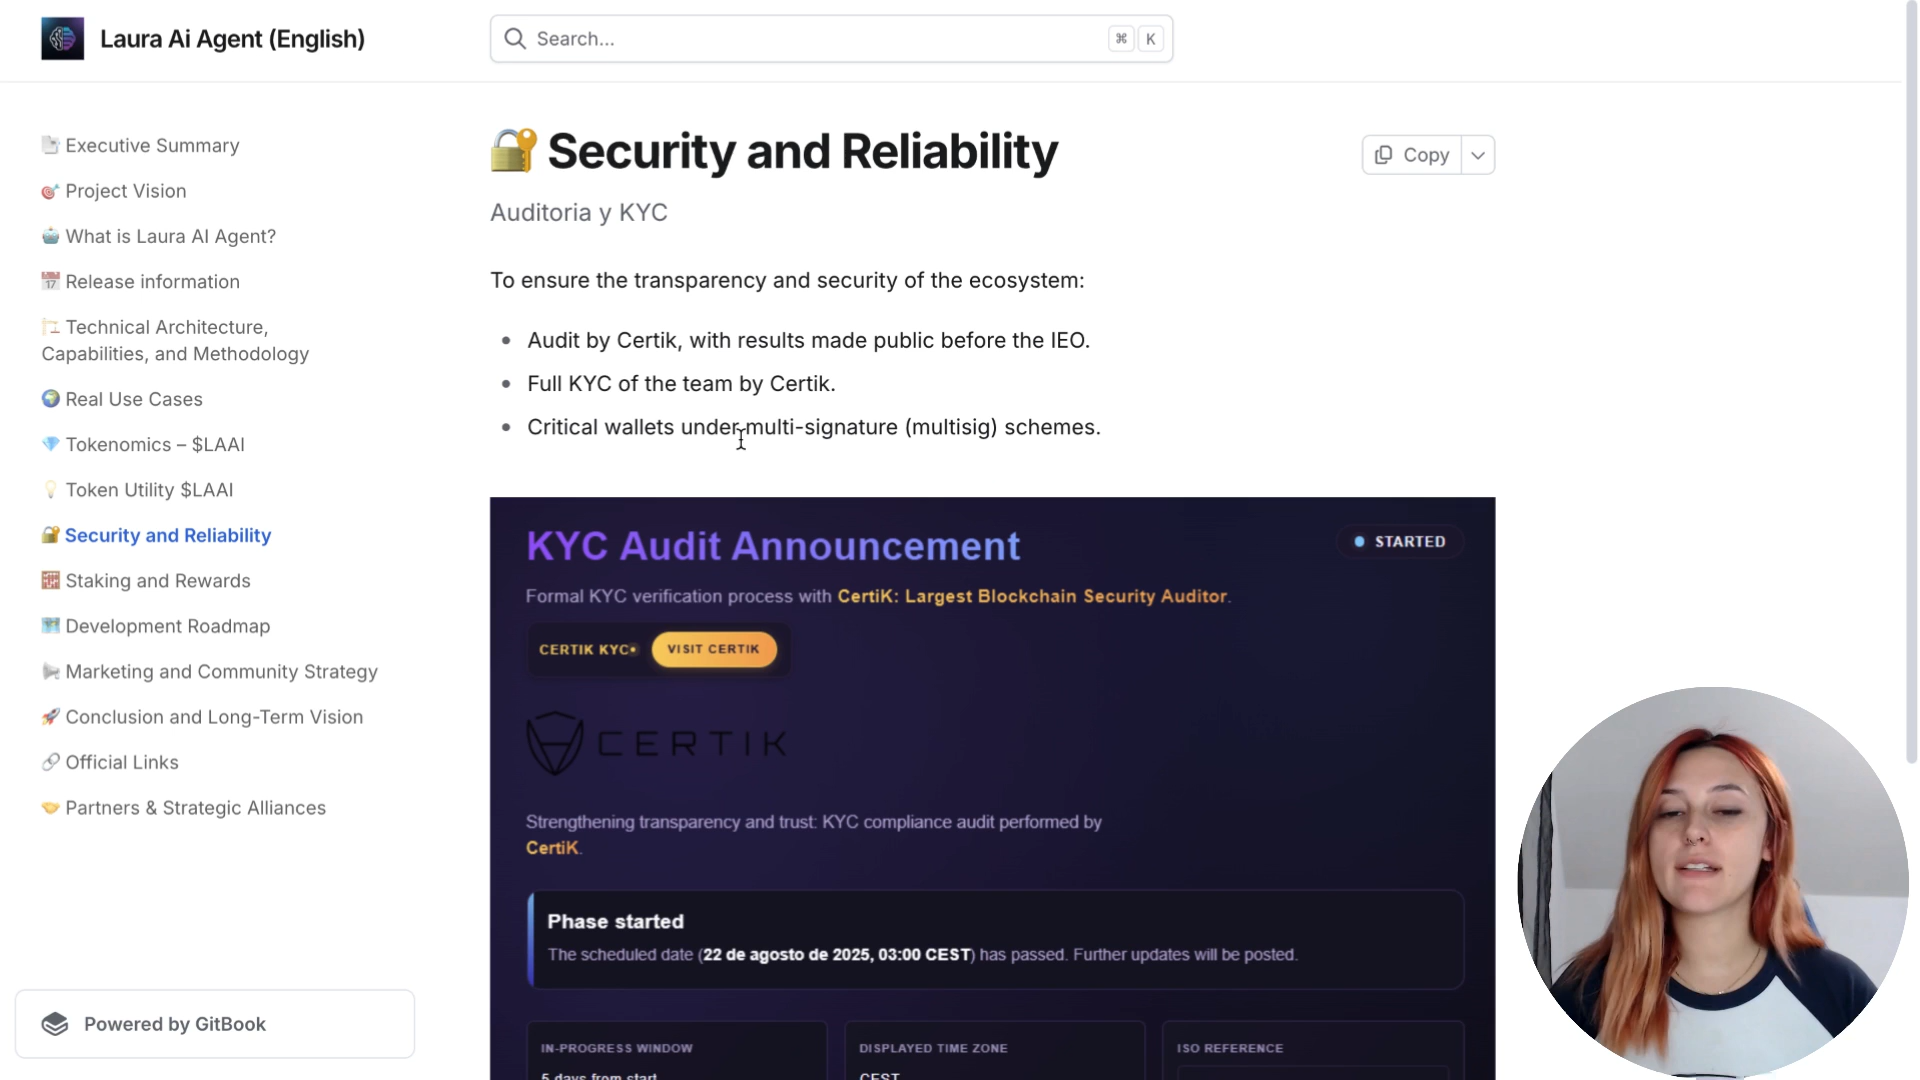 Laura Ai Agent (English)
Search...
⌘ K
Executive Summary
Project Vision
What is Laura AI Agent?
Release information
Technical Architecture,
Capabilities, and Methodology
Real Use Cases
Tokenomics – $LAAI
Token Utility $LAAI
Security and Reliability
Staking and Rewards
Development Roadmap
Marketing and Community Strategy
Conclusion and Long-Term Vision
Official Links
Partners & Strategic Alliances
Powered by GitBook
Security and Reliability
Copy
Auditoria y KYC
To ensure the transparency and security of the ecosystem:
Audit by Certik, with results made public before the IEO.
Full KYC of the team by Certik.
Critical wallets under multi-signature (multisig) schemes.
KYC Audit Announcement
STARTED
Formal KYC verification process with CertiK: Largest Blockchain Security Auditor.
CERTIK KYC•
VISIT CERTIK
CERTIK
Strengthening transparency and trust: KYC compliance audit performed by
CertiK.
Phase started
The scheduled date (22 de agosto de 2025, 03:00 CEST) has passed. Further updates will be posted.
IN-PROGRESS WINDOW
DISPLAYED TIME ZONE
ISO REFERENCE
5 days from start
CEST